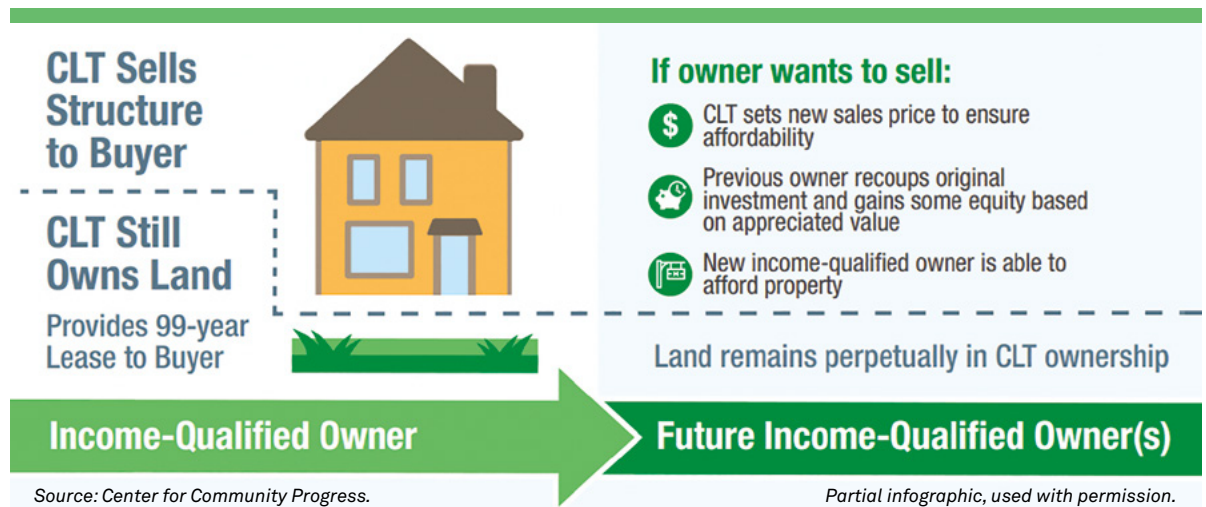 CLT Sells
Structure
to Buyer
CLT Still
Owns Land
Provides 99-year
Lease to Buyer
If owner wants to sell:
$
CLT sets new sales price to ensure
affordability
Previous owner recoups original
investment and gains some equity based
on appreciated value
New income-qualified owner is able to
afford property
Land remains perpetually in CLT ownership
Income-Qualified Owner
Future Income-Qualified Owner(s)
Source: Center for Community Progress.
Partial infographic, used with permission.